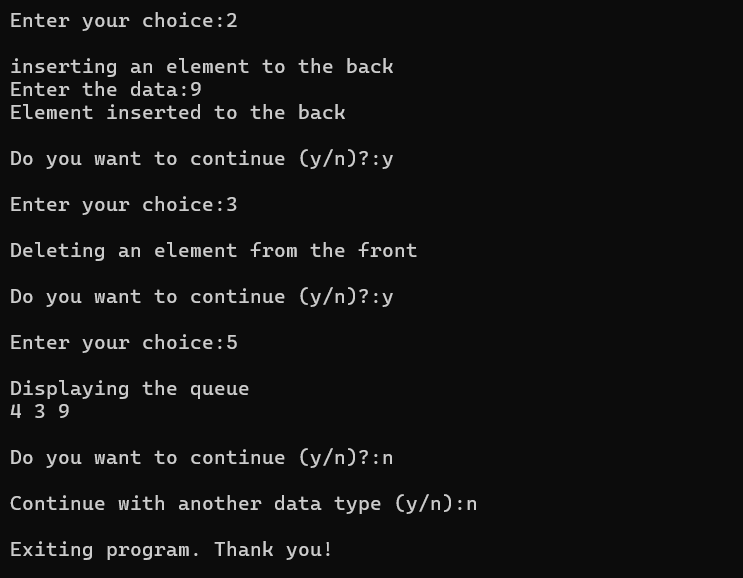 Enter your choice:2
inserting an element to the back
Enter the data:9
Element inserted to the back
Do you want to continue (y/n)?:y
Enter your choice:3
Deleting an element from the front
Do you want to continue (y/n)?:y
Enter your choice:5
Displaying the queue
4 3 9
Do you want to continue (y/n)?:n
Continue with another data type (y/n):n
Exiting program. Thank you!